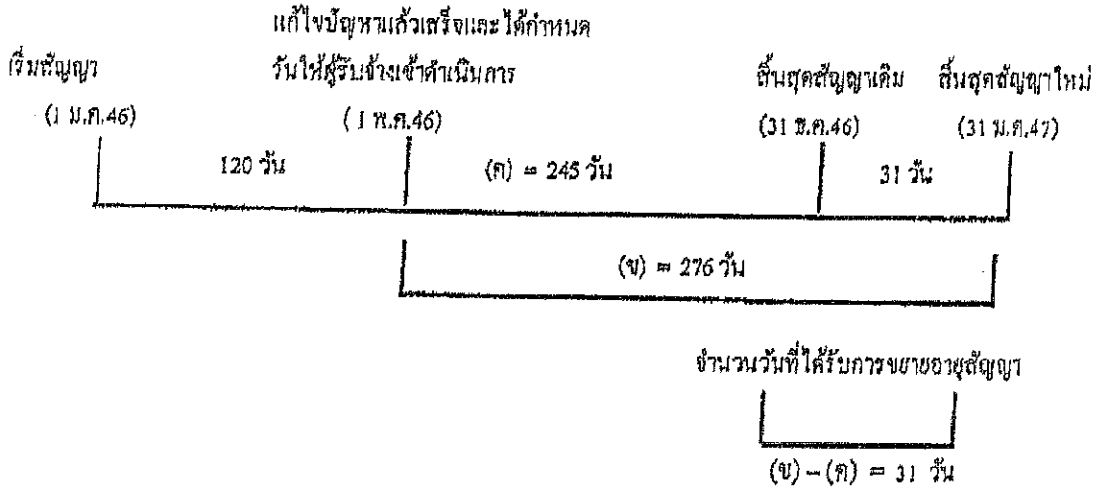 แก้ไขปัญหาแล้วเสร็จและได้กำหนด
เริ่มสัญญา วันให้ผู้รับจ้างเข้าดำเนินการ สิ้นสุดสัญญาเดิม สิ้นสุดสัญญาใหม่
(1 ม.ค.46) (1 พ.ค.46) (31 ธ.ค.46) (31 ม.ค.47)
120 วัน (ค) = 245 วัน 31 วัน
(ข) = 276 วัน
จำนวนวันที่ได้รับการขยายอายุสัญญา
(ข) – (ค) = 31 วัน